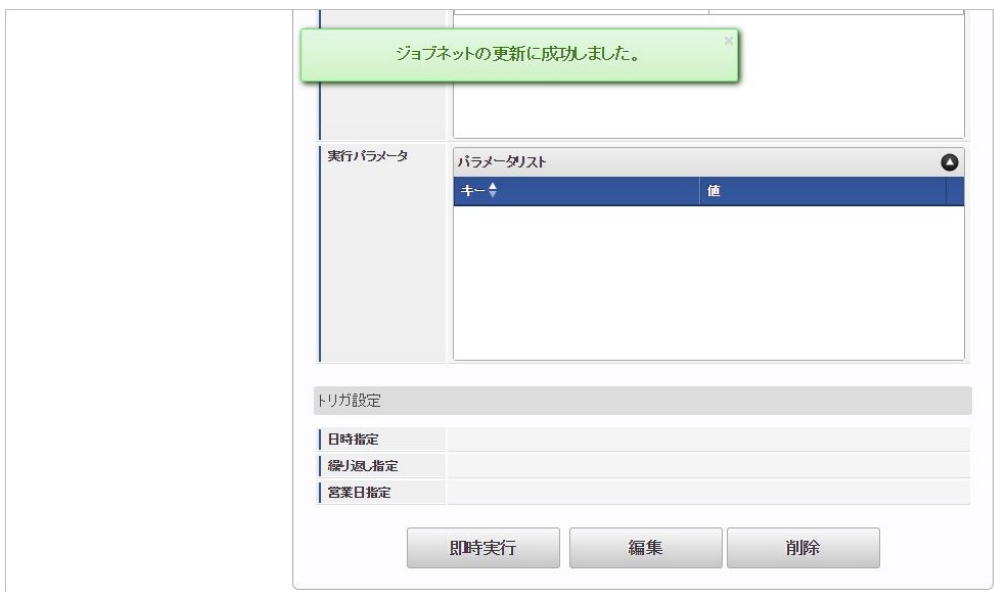 ジョブネットの更新に成功しました。
×
実行パラメータ
パラメータリスト
キー
値
トリガ設定
日時指定
繰り返し指定
営業日指定
即時実行
編集
削除